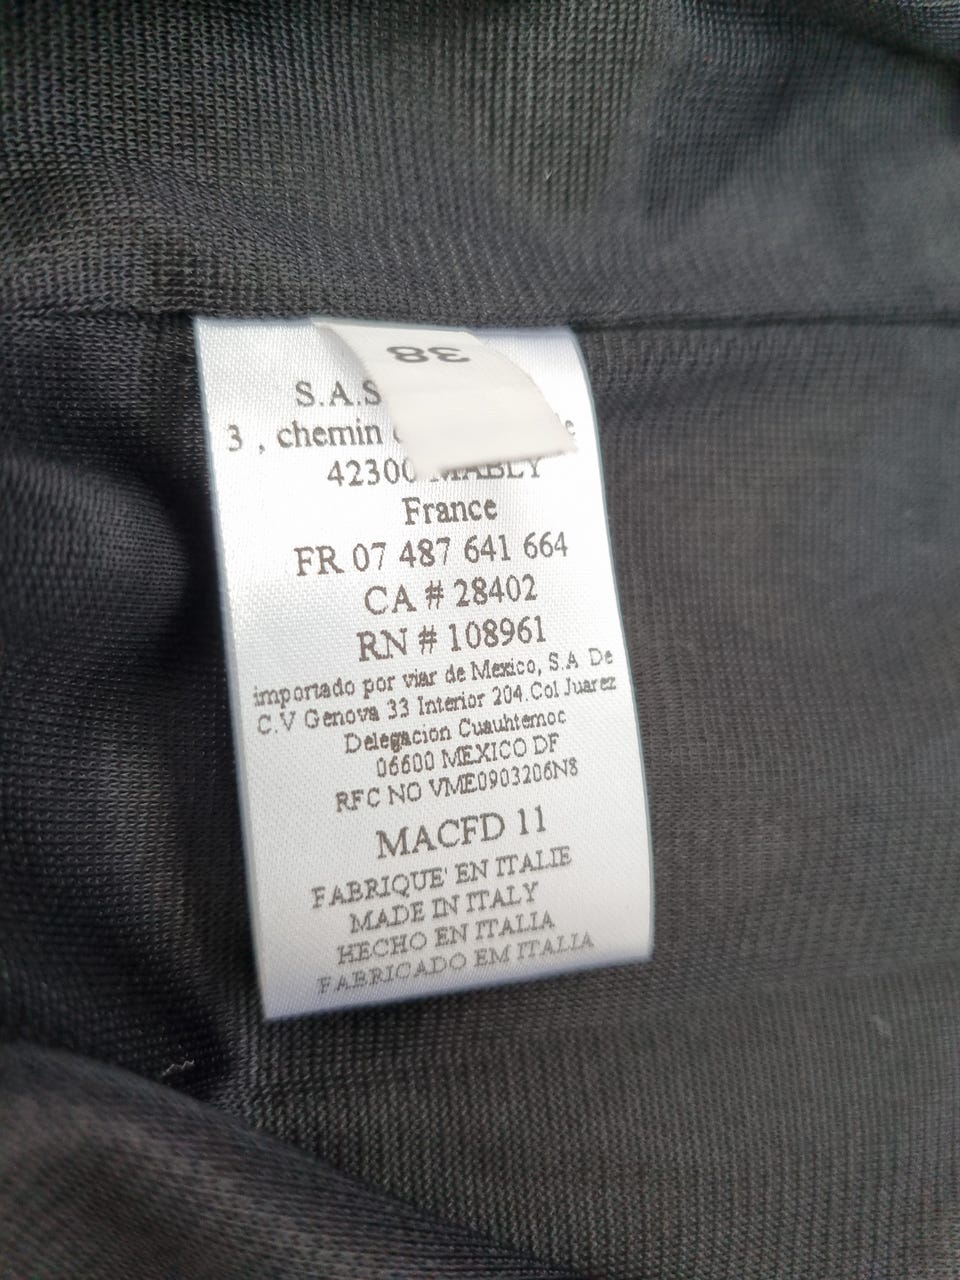 38
S.A.S
3 , chemin
42300 MABLY
France
FR 07 487 641 664
CA # 28402
RN # 108961
importado por viar de Mexico, S.A De
C.V Genova 33 Interior 204.Col Juarez
Delegacion Cuauhtemoc
06600 MEXICO DF
RFC NO VME0903206N8
MACFD 11
FABRIQUE' EN ITALIE
MADE IN ITALY
HECHO EN ITALIA
FABRICADO EM ITALIA